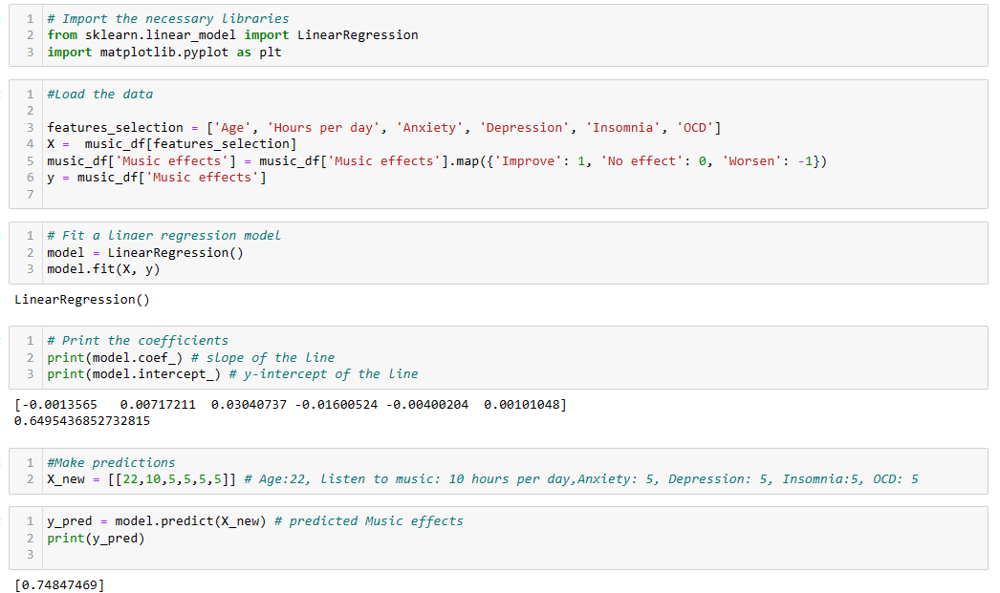 1 # Import the necessary libraries
2 from sklearn.linear_model import LinearRegression
3 import matplotlib.pyplot as plt
1 #Load the data
2
3 features_selection = ['Age', 'Hours per day', 'Anxiety', 'Depression', 'Insomnia', 'OCD']
4 X =  music_df[features_selection]
5 music_df['Music effects'] = music_df['Music effects'].map({'Improve': 1, 'No effect': 0, 'Worsen': -1})
6 y = music_df['Music effects']
7
1 # Fit a linaer regression model
2 model = LinearRegression()
3 model.fit(X, y)
LinearRegression()
1 # Print the coefficients
2 print(model.coef_) # slope of the line
3 print(model.intercept_) # y-intercept of the line
[-0.0013565   0.00717211  0.03040737 -0.01600524 -0.00400204  0.00101048]
0.6495436852732815
1 #Make predictions
2 X_new = [[22,10,5,5,5,5]] # Age:22, listen to music: 10 hours per day,Anxiety: 5, Depression: 5, Insomnia:5, OCD: 5
1 y_pred = model.predict(X_new) # predicted Music effects
2 print(y_pred)
3
[0.74847469]